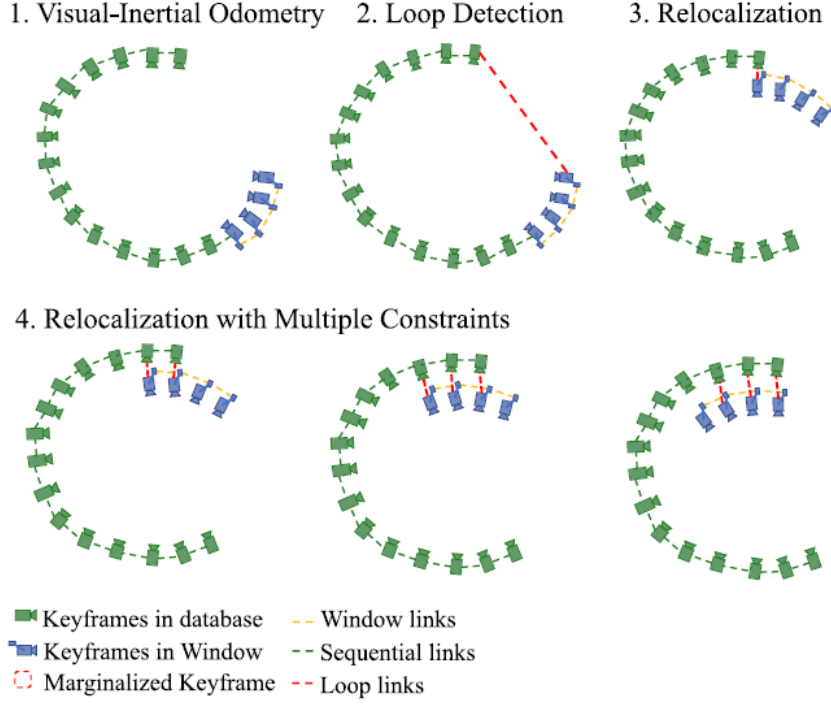 1. Visual-Inertial Odometry 2. Loop Detection 3. Relocalization
4. Relocalization with Multiple Constraints
Keyframes in database -- Window links
Keyframes in Window -- Sequential links
Marginalized Keyframe -- Loop links